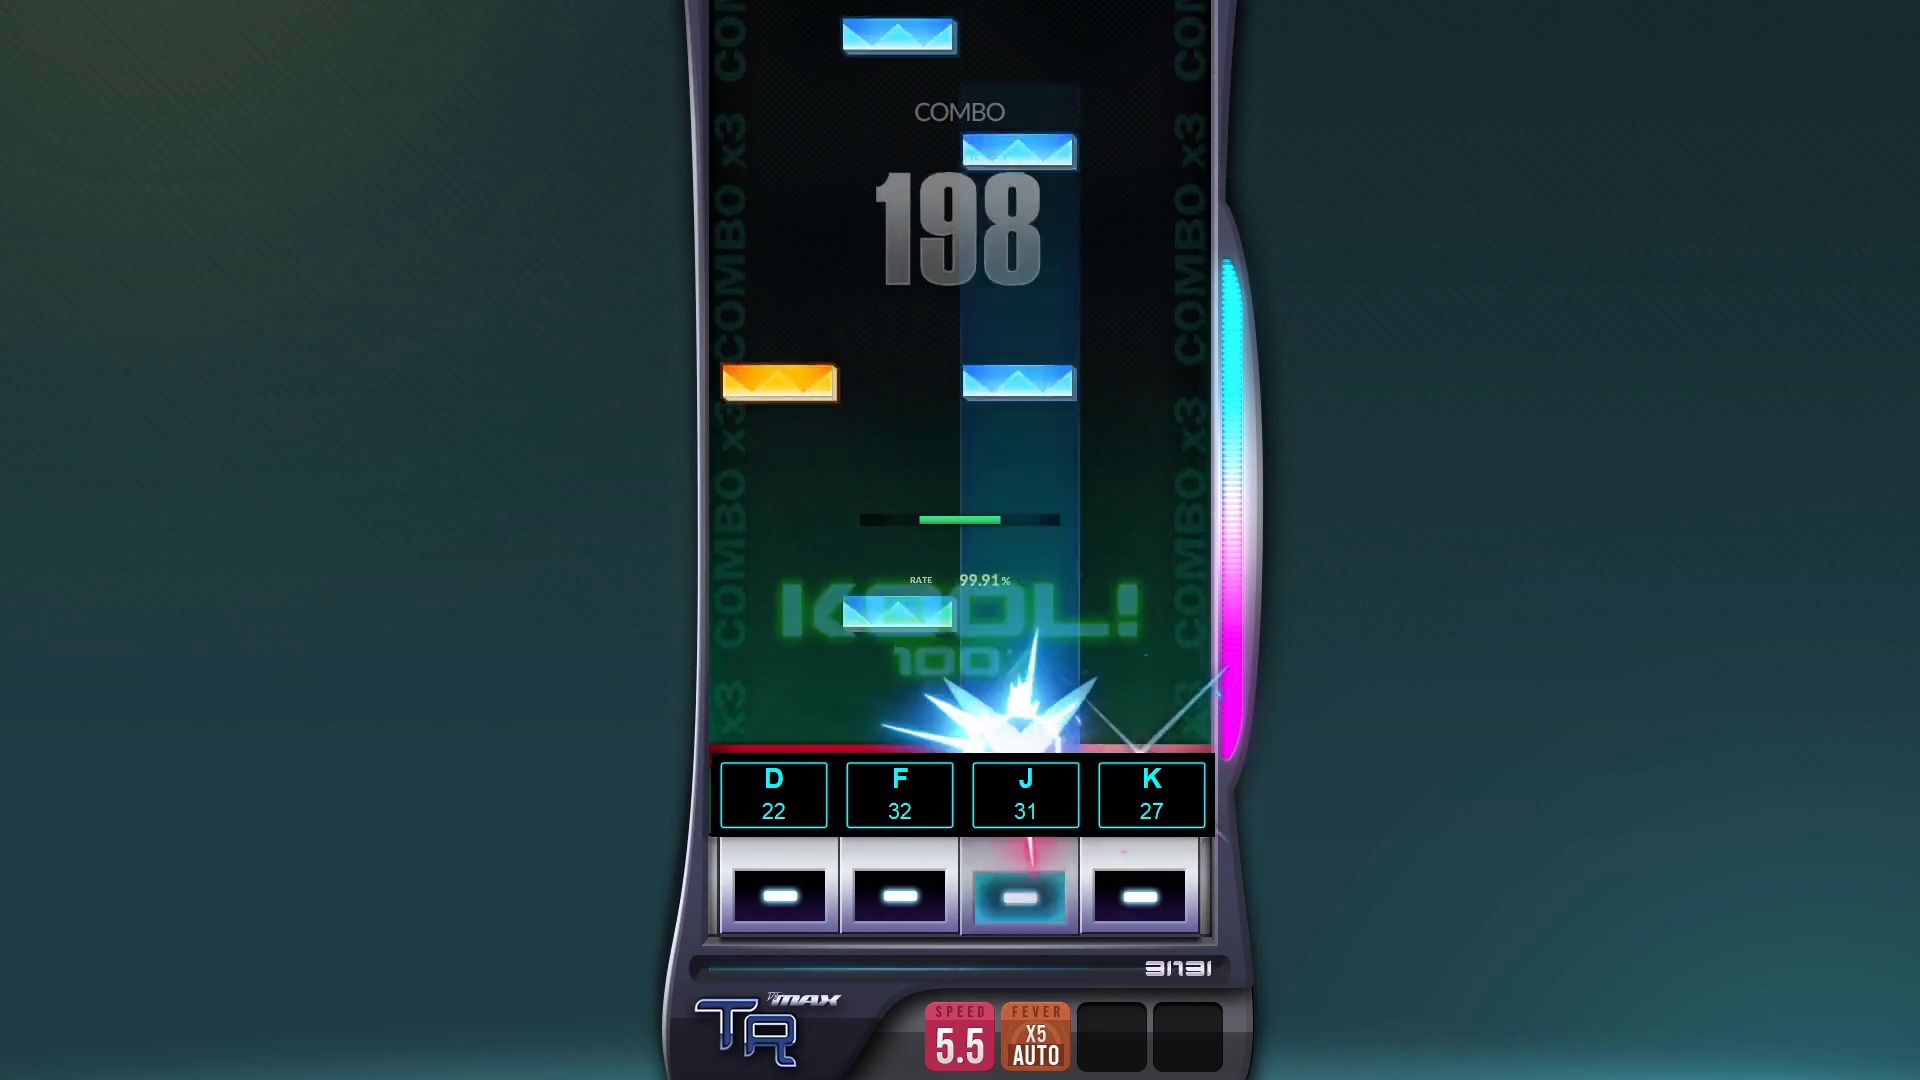 COMBO
198
COMBO x3 COMBO x3 COMBO x3
COMBO x3 COMBO x3 COMBO x3
RATE 99.91%
KOOL!
100%
D F J K
22 32 31 27
TR MAX
SPEED
5.5
FEVER
X5
AUTO